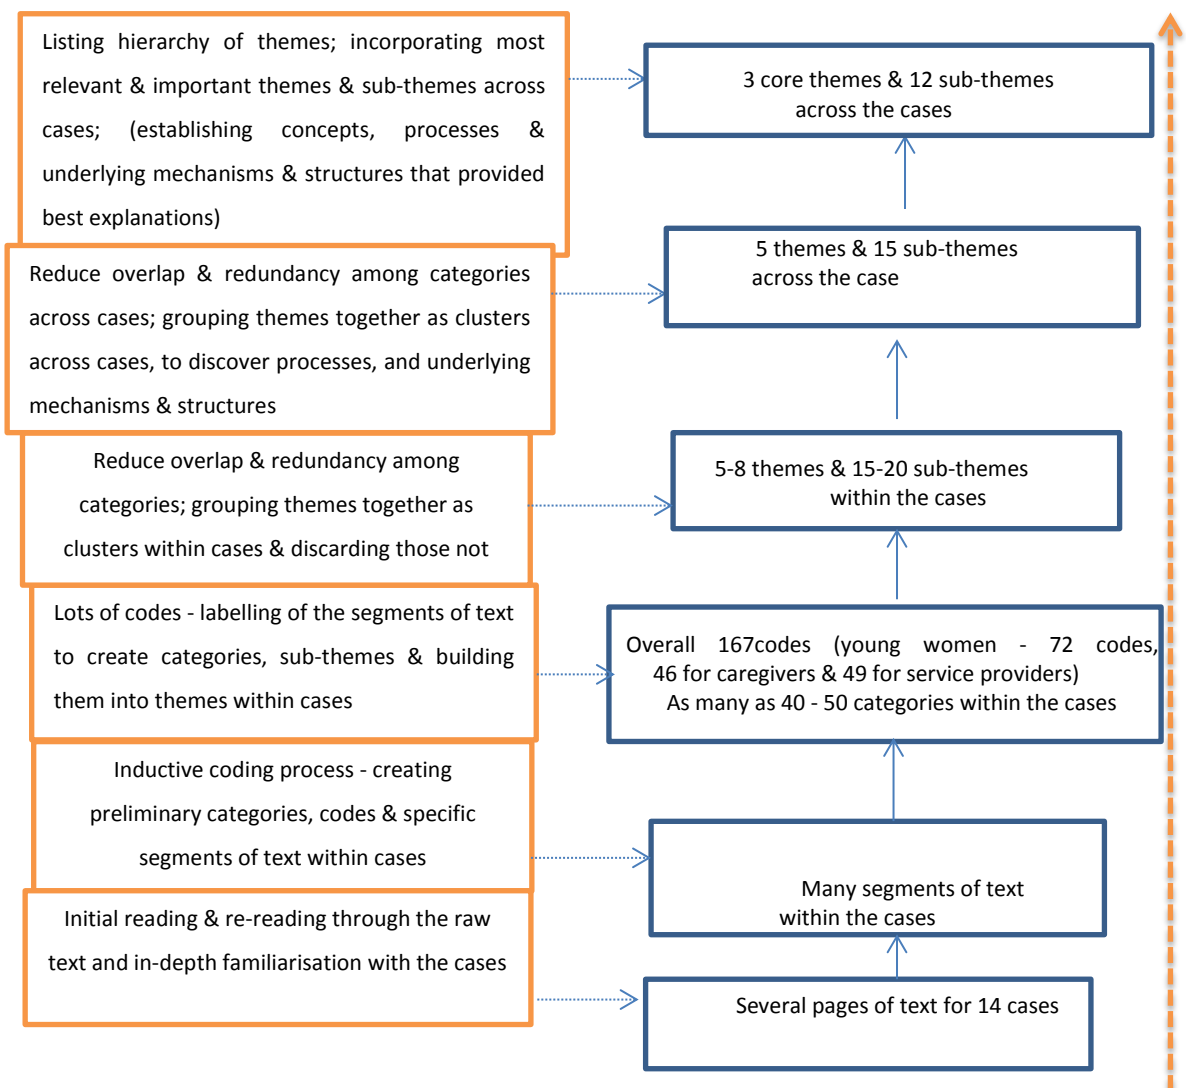 Listing hierarchy of themes; incorporating most
relevant & important themes & sub-themes across
cases; (establishing concepts, processes &
underlying mechanisms & structures that provided
best explanations)
3 core themes & 12 sub-themes
across the cases
Reduce overlap & redundancy among categories
across cases; grouping themes together as clusters
across cases, to discover processes, and underlying
mechanisms & structures
5 themes & 15 sub-themes
across the case
Reduce overlap & redundancy among
categories; grouping themes together as
clusters within cases & discarding those not
5-8 themes & 15-20 sub-themes
within the cases
Lots of codes - labelling of the segments of text
to create categories, sub-themes & building
them into themes within cases
Overall 167codes (young women - 72 codes,
46 for caregivers & 49 for service providers)
As many as 40 - 50 categories within the cases
Inductive coding process - creating
preliminary categories, codes & specific
segments of text within cases
Many segments of text
within the cases
Initial reading & re-reading through the raw
text and in-depth familiarisation with the cases
Several pages of text for 14 cases